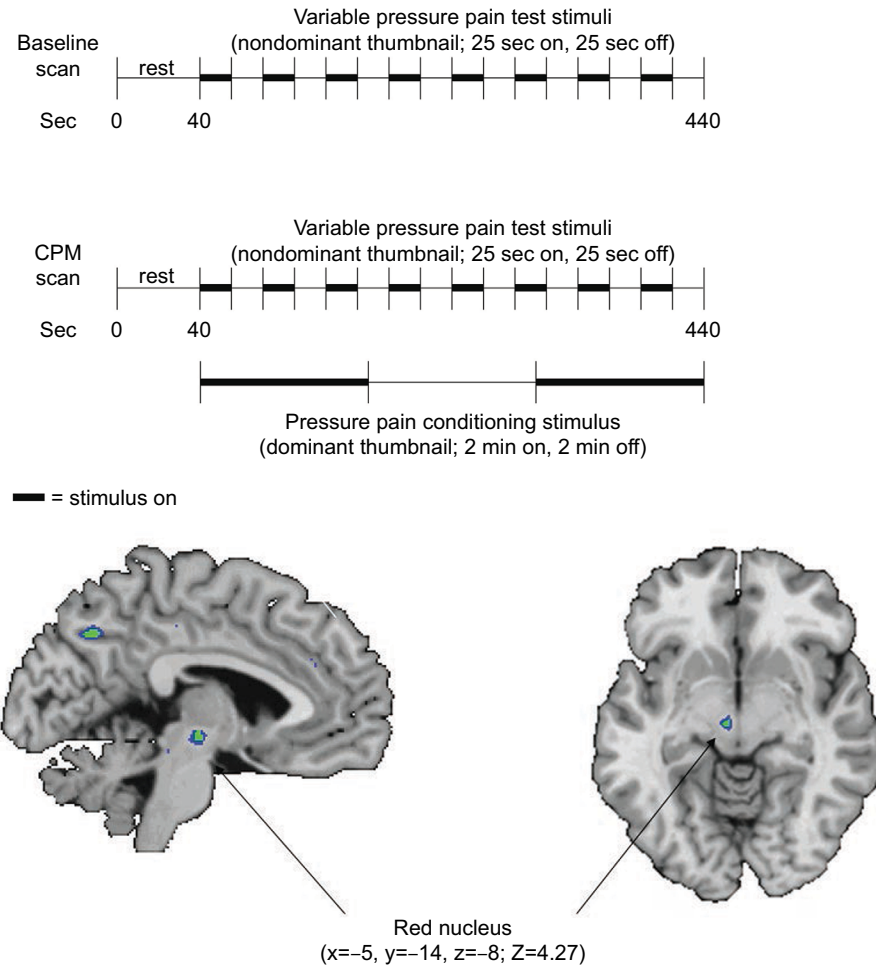 Variable pressure pain test stimuli
(nondominant thumbnail; 25 sec on, 25 sec off)
Baseline
scan
rest
Sec
0
40
440
Variable pressure pain test stimuli
(nondominant thumbnail; 25 sec on, 25 sec off)
CPM
scan
rest
Sec
0
40
440
Pressure pain conditioning stimulus
(dominant thumbnail; 2 min on, 2 min off)
= stimulus on
Red nucleus
(x=–5, y=–14, z=–8; Z=4.27)